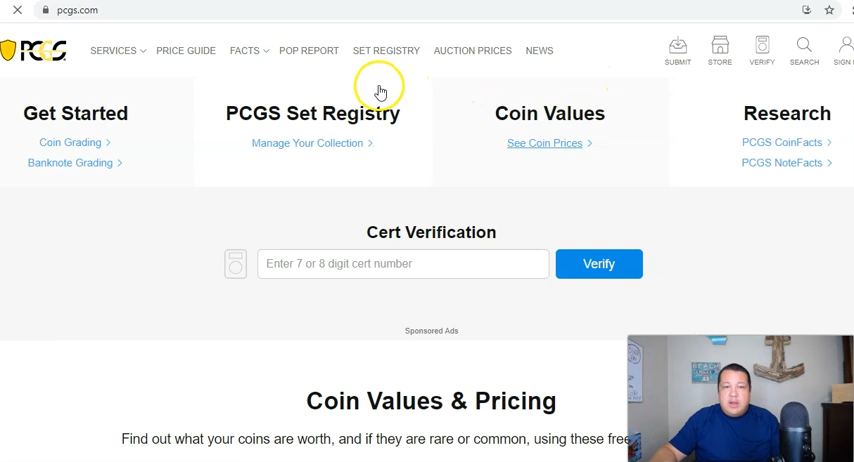 pcgs.com
PCGS
SERVICES PRICE GUIDE FACTS POP REPORT SET REGISTRY AUCTION PRICES NEWS
SUBMIT STORE VERIFY SEARCH SIGN
Get Started PCGS Set Registry Coin Values Research
Coin Grading > Manage Your Collection > See Coin Prices > PCGS CoinFacts >
Banknote Grading > PCGS NoteFacts >
Cert Verification
Enter 7 or 8 digit cert number Verify
Sponsored Ads
Coin Values & Pricing
Find out what your coins are worth, and if they are rare or common, using these free
BEACH